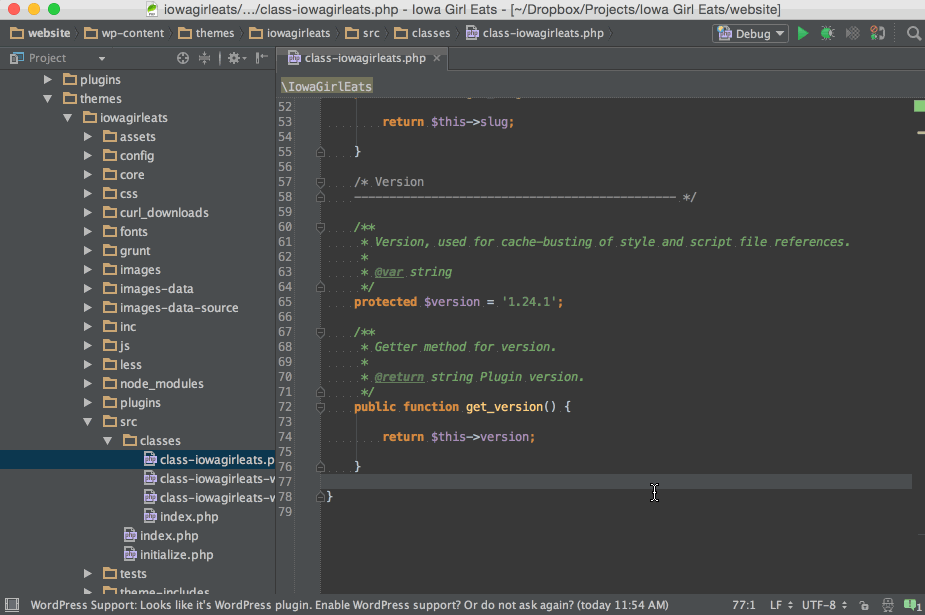 iowagirleats/.../class-iowagirleats.php - Iowa Girl Eats - [~/Dropbox/Projects/Iowa Girl Eats/website]
website wp-content themes iowagirleats src classes class-iowagirleats.php Debug
Project
class-iowagirleats.php
plugins
themes
iowagirleats
assets
config
core
css
curl_downloads
fonts
grunt
images
images-data
images-data-source
inc
js
less
node_modules
plugins
src
classes
class-iowagirleats.p
class-iowagirleats-v
class-iowagirleats-v
index.php
index.php
initialize.php
tests
theme-includes
\IowaGirlEats
52
53 return $this->slug;
54
55 }
56
57 /* Version
58 ---------------------------------------------- */
59
60 /**
61 * Version, used for cache-busting of style and script file references.
62 *
63 * @var string
64 */
65 protected $version = '1.24.1';
66
67 /**
68 * Getter method for version.
69 *
70 * @return string Plugin version.
71 */
72 public function get_version() {
73
74 return $this->version;
75
76 }
77
78 }
79
WordPress Support: Looks like it's WordPress plugin. Enable WordPress support? Or do not ask again? (today 11:54 AM) 77:1 LF UTF-8 1